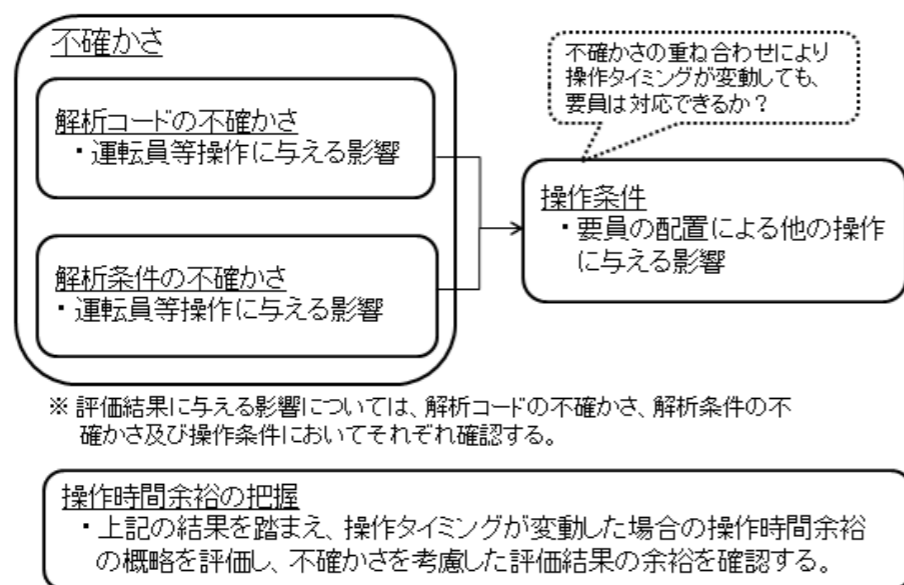 不確かさ
解析コードの不確かさ
・運転員等操作に与える影響
解析条件の不確かさ
・運転員等操作に与える影響
不確かさの重ね合わせにより
操作タイミングが変動しても、
要員は対応できるか？
操作条件
・要員の配置による他の操作
に与える影響
※ 評価結果に与える影響については、解析コードの不確かさ、解析条件の不
確かさ及び操作条件においてそれぞれ確認する。
操作時間余裕の把握
・上記の結果を踏まえ、操作タイミングが変動した場合の操作時間余裕
の概略を評価し、不確かさを考慮した評価結果の余裕を確認する。